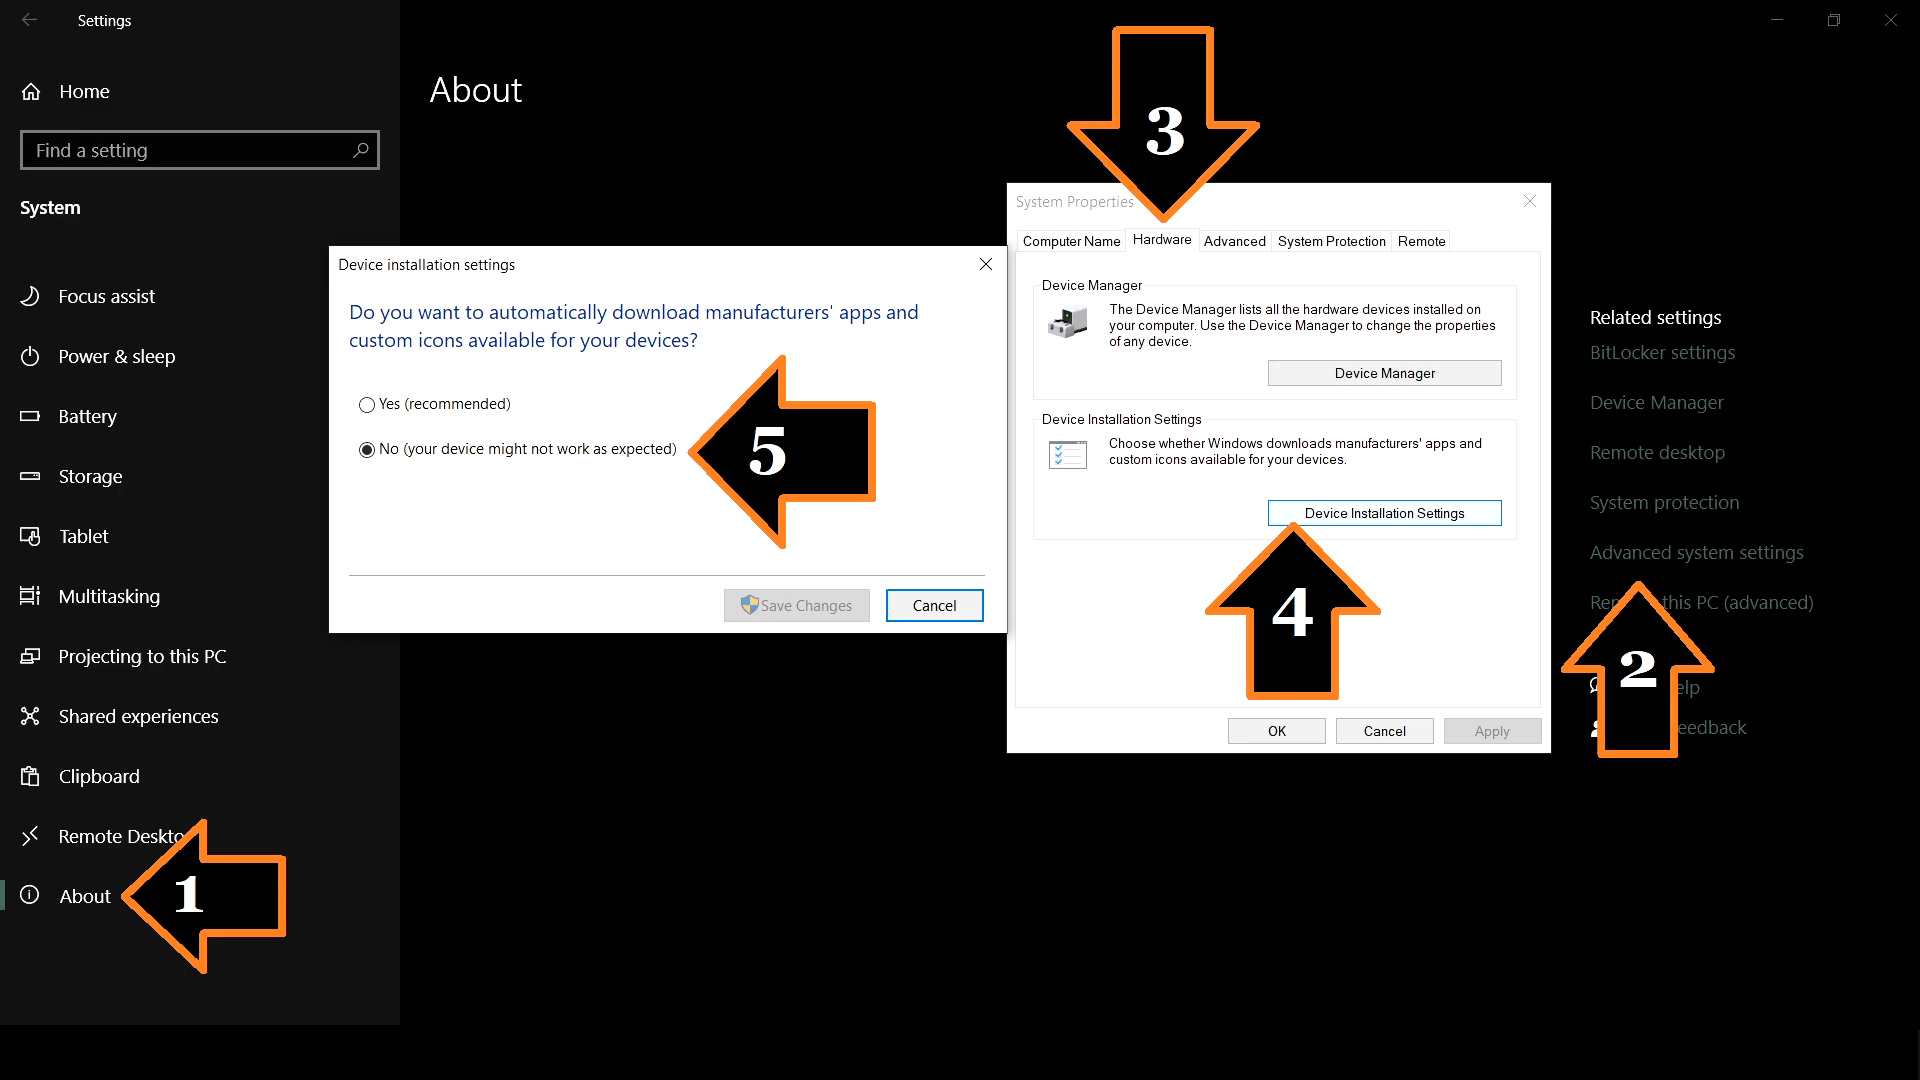 Settings
Home
Find a setting
System
Focus assist
Power & sleep
Battery
Storage
Tablet
Multitasking
Projecting to this PC
Shared experiences
Clipboard
Remote
About
1
About
Device installation settings
Do you want to automatically download manufacturers' apps and
custom icons available for your devices?
Yes (recommended)
No (your device might not work as expected)
5
Save Changes
Cancel
3
System Properties
Computer Name
Hardware
Advanced
System Protection
Remote
Device Manager
The Device Manager lists all the hardware devices installed on
your computer. Use the Device Manager to change the properties
of any device.
Device Manager
Device Installation Settings
Choose whether Windows downloads manufacturers' apps and
custom icons available for your devices.
Device Installation Settings
4
OK
Cancel
Apply
Related settings
BitLocker settings
Device Manager
Remote desktop
System protection
Advanced system settings
this PC (advanced)
2